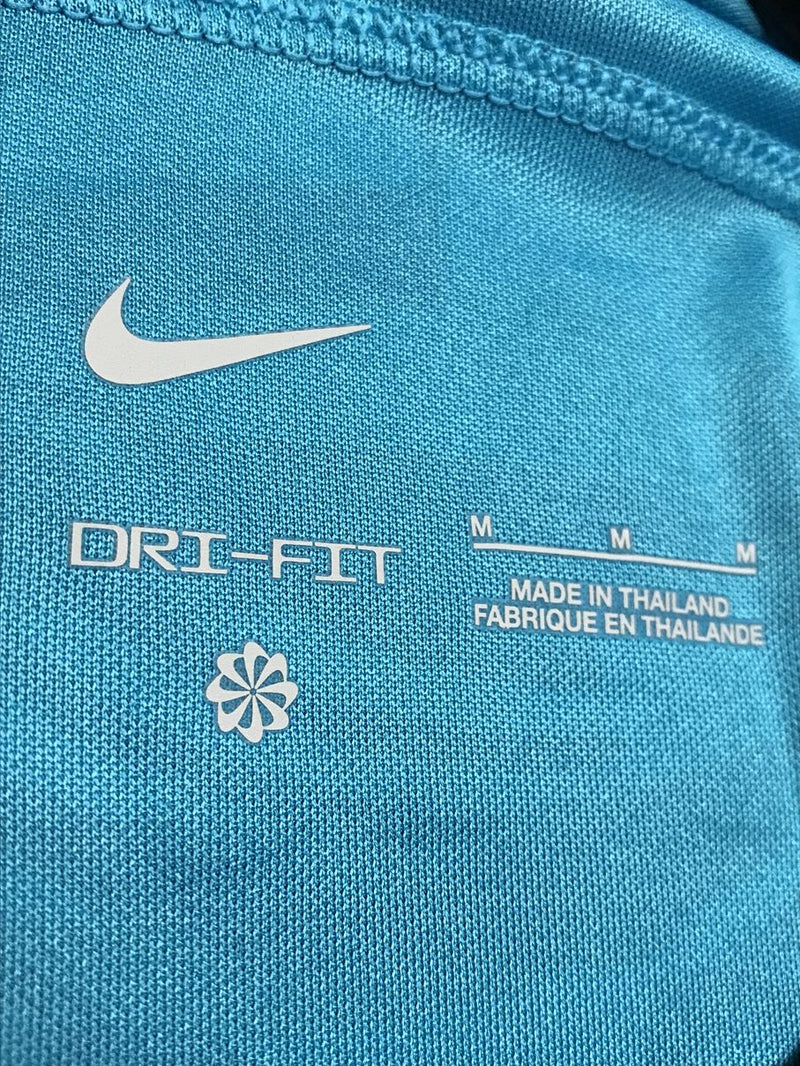 DRI-FIT
M M M
MADE IN THAILAND
FABRIQUE EN THAILANDE